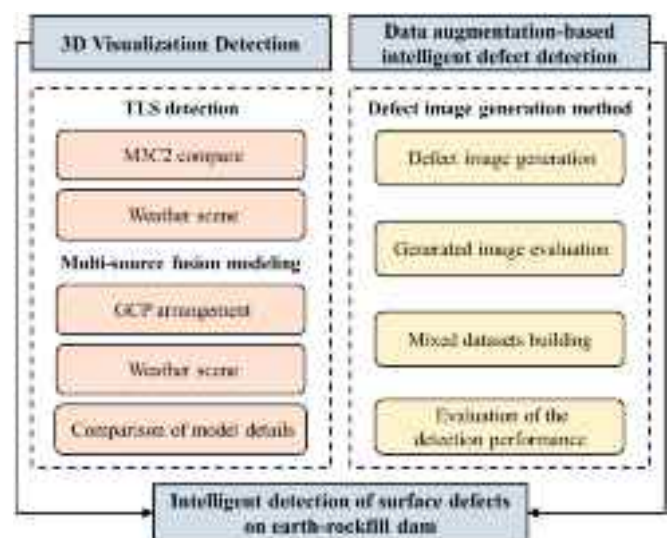 3D Visualization Detection
TLS detection
M3C2 compare
Weather scene
Multi-source fusion modeling
GCP arrangement
Weather scene
Comparison of model details
Data augmentation-based
intelligent defect detection
Defect image generation method
Defect image generation
Generated image evaluation
Mixed datasets building
Evaluation of the
detection performance
Intelligent detection of surface defects
on earth-rockfill dam